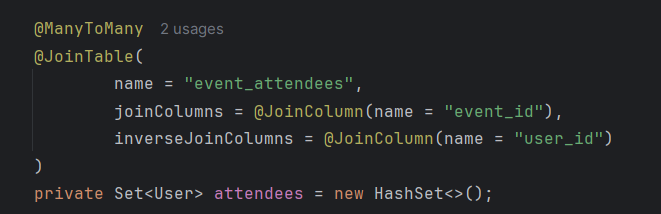 @ManyToMany 2 usages
@JoinTable(
name = "event_attendees",
joinColumns = @JoinColumn(name = "event_id"),
inverseJoinColumns = @JoinColumn(name = "user_id")
)
private Set<User> attendees = new HashSet<>();